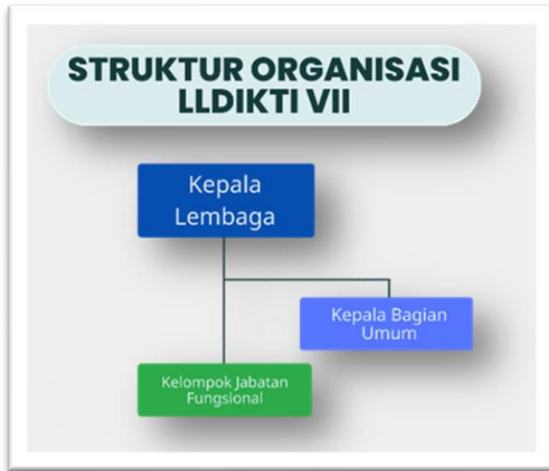 STRUKTUR ORGANISASI
LLDIKTI VII
Kepala
Lembaga
Kepala Bagian
Umum
Kelompok Jabatan
Fungsional